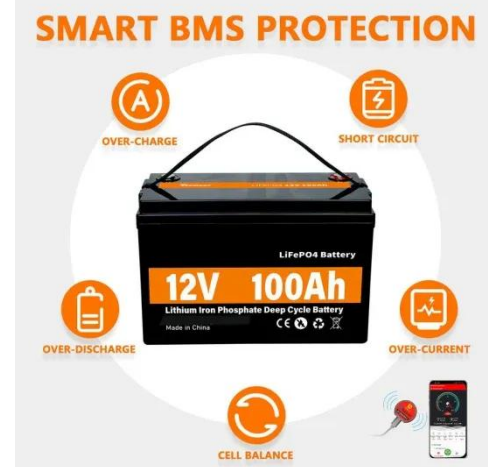 SMART BMS PROTECTION
OVER-CHARGE
SHORT CIRCUIT
LiFePO4 Battery
12V 100Ah
Lithium Iron Phosphate Deep Cycle Battery
Made in China
CE
OVER-DISCHARGE
OVER-CURRENT
CELL BALANCE